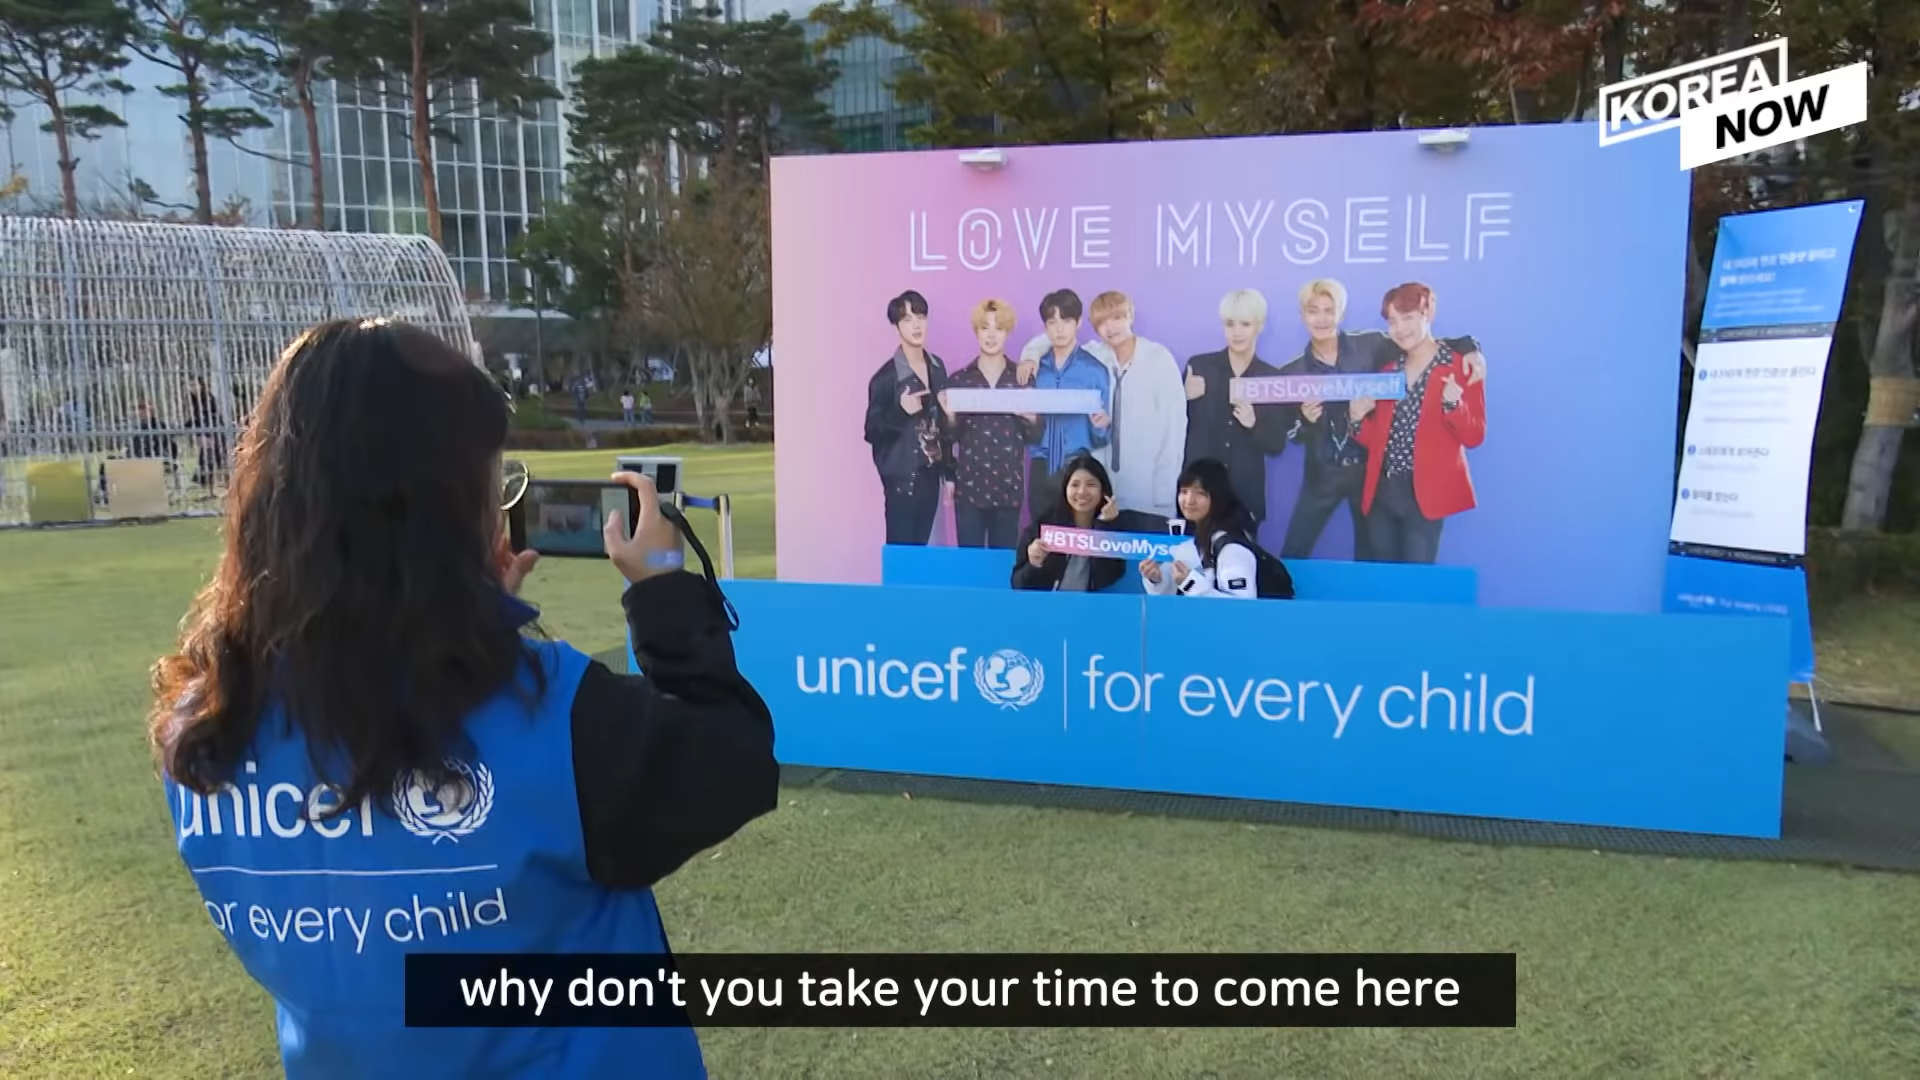 KOREA
NOW
LOVE MYSELF
#BTSLoveMyself
#BTSLoveMyse
unicef for every child
unicef
for every child
why don't you take your time to come here